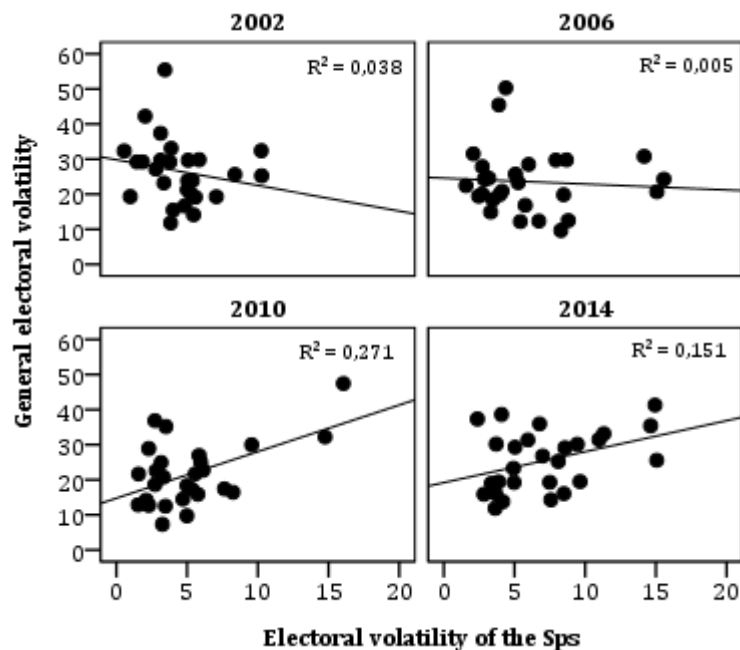 2002
2006
R² = 0,038
R² = 0,005
60
50
40
30
20
10
0
2010
2014
R² = 0,271
R² = 0,151
60
50
40
30
20
10
0
0 5 10 15 20
0 5 10 15 20
General electoral volatility
Electoral volatility of the Sps